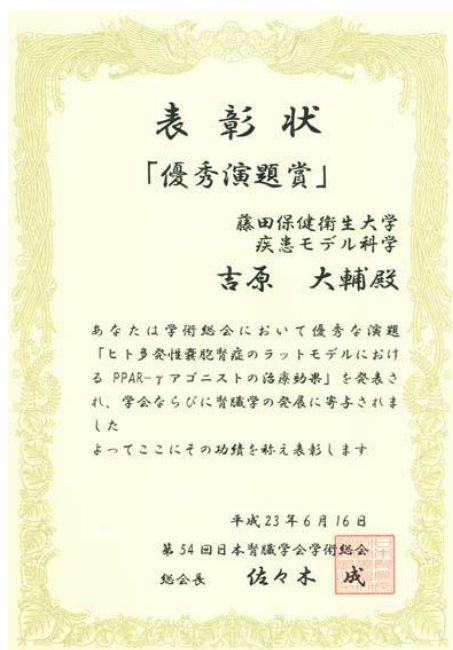 表彰状
「優秀演題賞」
藤田保健衛生大学
疾患モデル科学
吉原 大輔殿
あなたは学術総会において優秀な演題
「ヒト多発性嚢胞腎症のラットモデルにおけ
る PPAR-γアゴニストの治療効果」を発表さ
れ、学会ならびに腎臓学の発展に寄与されま
した
よってここにその功績を称え表彰します
平成23年6月16日
第54回日本腎臓学会学術総会
総会長 佐々木 成